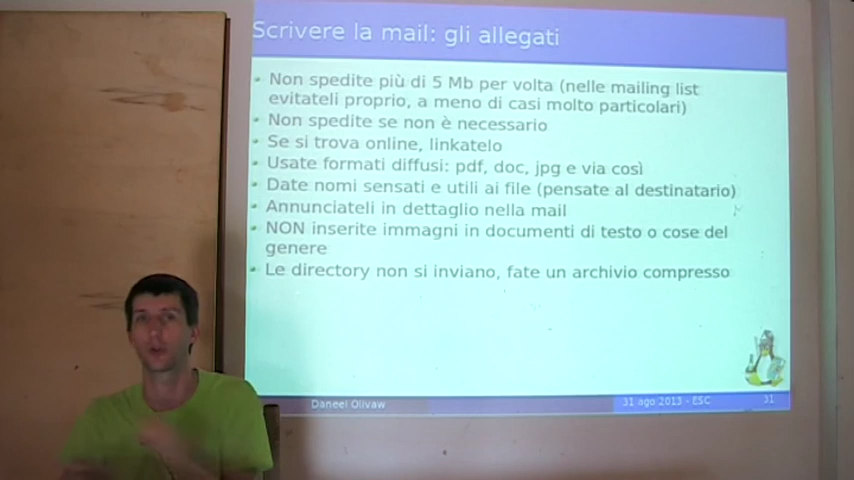 Scrivere la mail: gli allegati
Non spedite più di 5 Mb per volta (nelle mailing list
evitateli proprio, a meno di casi molto particolari)
Non spedite se non è necessario
Se si trova online, linkatelo
Usate formati diffusi: pdf, doc, jpg e via così
Date nomi sensati e utili ai file (pensate al destinatario)
Annunciateli in dettaglio nella mail
NON inserite immagini in documenti di testo o cose del
genere
Le directory non si inviano, fate un archivio compresso
Daneel Olivaw
31 ago 2013 - ESC
31